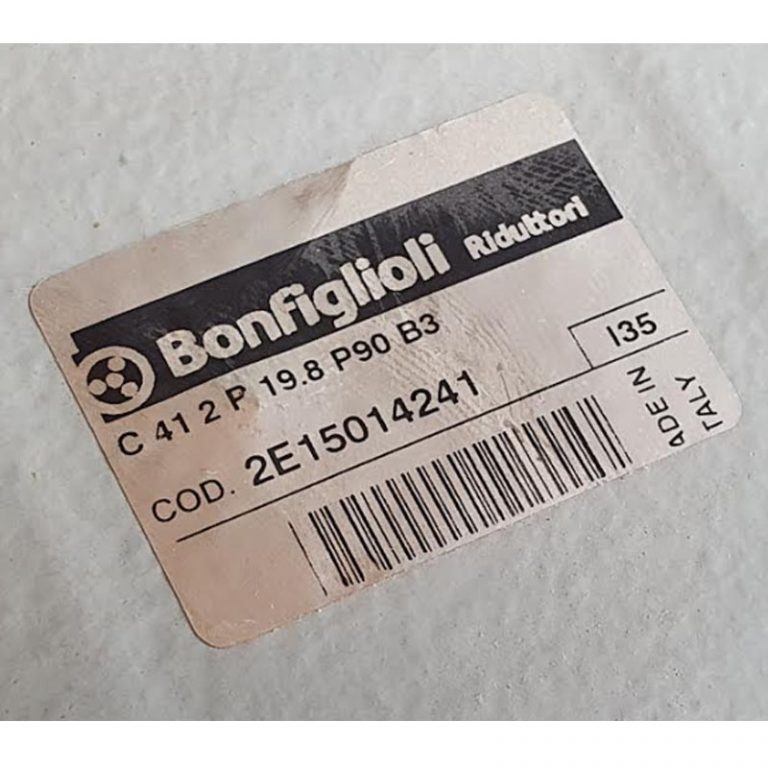 Bonfiglioli Riduttori
C 41 2 P 19.8 P90 B3
COD. 2E15014241
I35
ADE IN
TALY